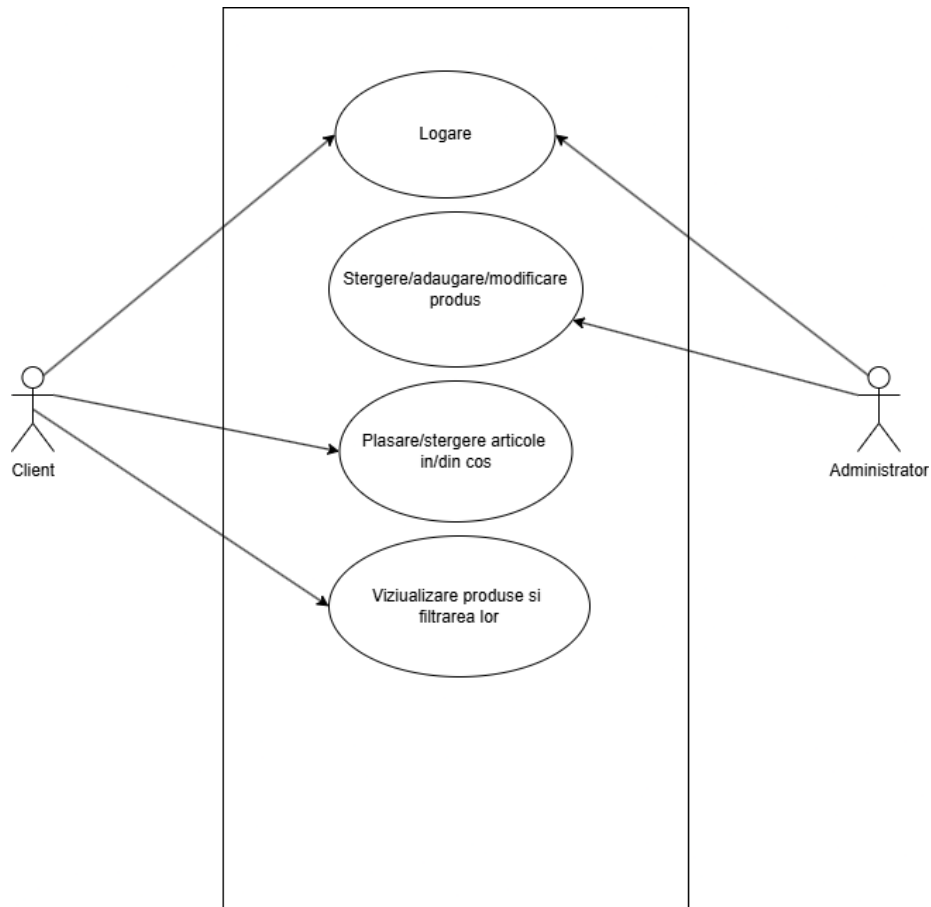 Logare
Stergere/adaugare/modificare
produs
Plasare/stergere articole
in/din cos
Client
Administrator
Viziualizare produse si
filtrarea lor